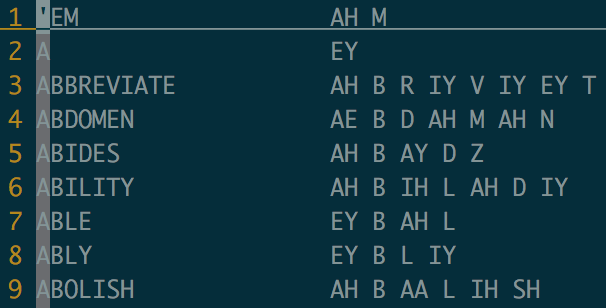 1 'EM AH M
2 A EY
3 ABBREVIATE AH B R IY V IY EY T
4 ABDOMEN AE B D AH M AH N
5 ABIDES AH B AY D Z
6 ABILITY AH B IH L AH D IY
7 ABLE EY B AH L
8 ABLY EY B L IY
9 ABOLISH AH B AA L IH SH